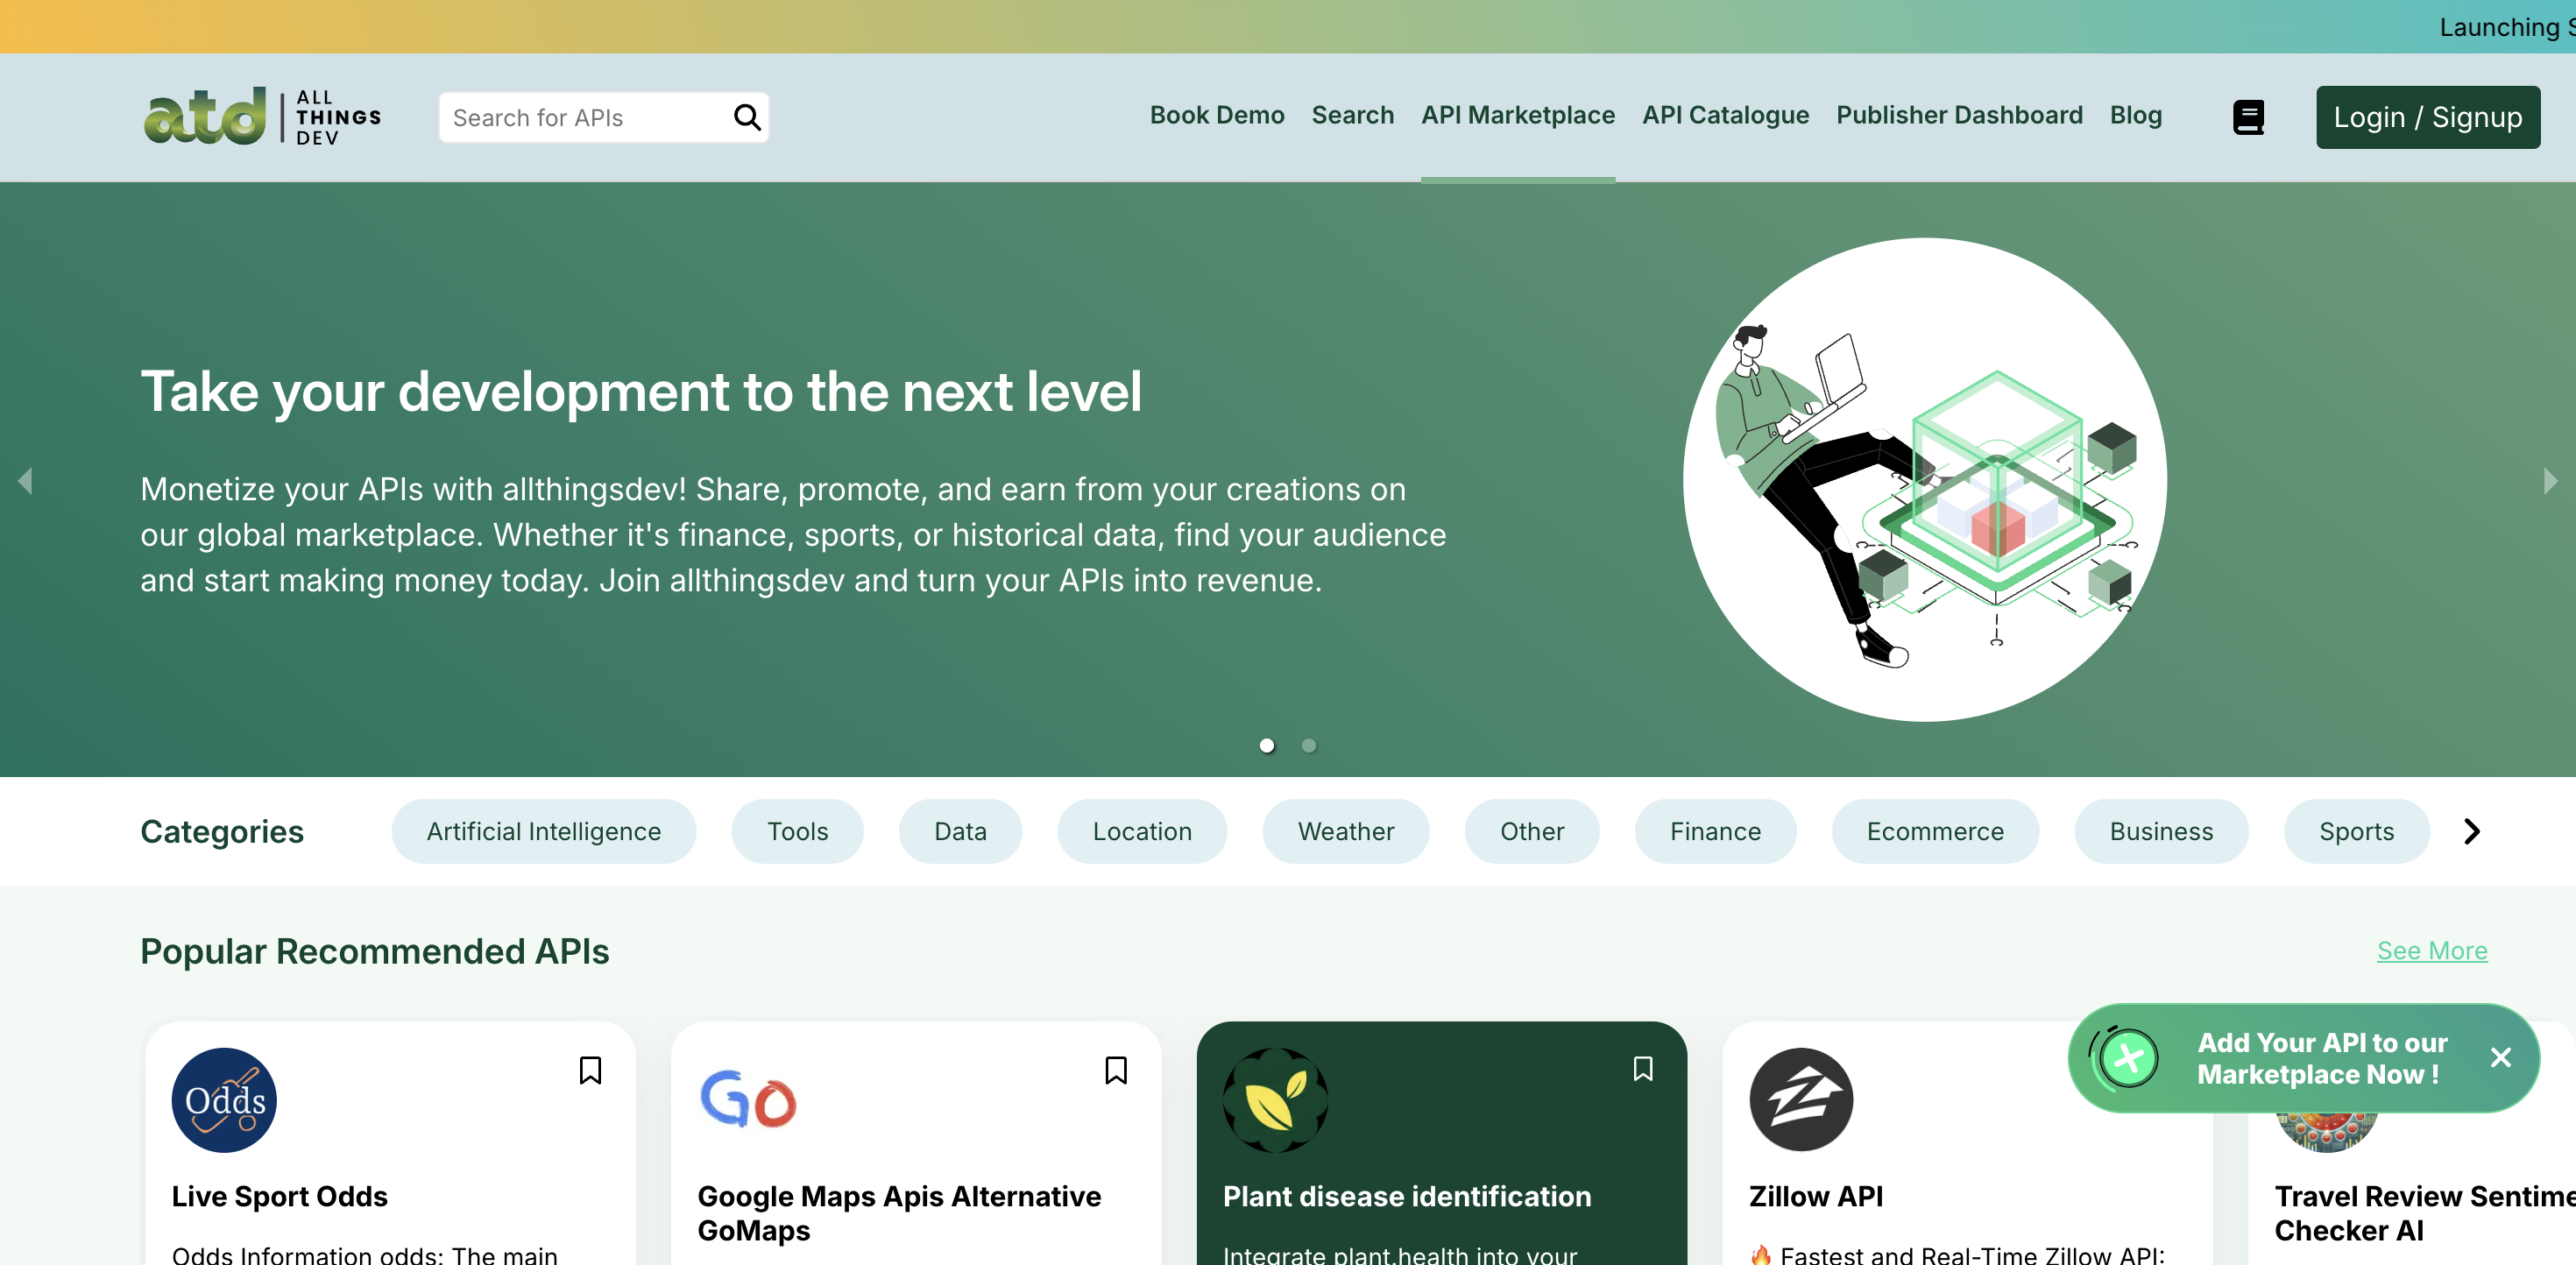 Launching
atd
ALL
THINGS
DEV
Search for APIs
Book Demo
Search
API Marketplace
API Catalogue
Publisher Dashboard
Blog
Login / Signup
Take your development to the next level
Monetize your APIs with allthingsdev! Share, promote, and earn from your creations on
our global marketplace. Whether it's finance, sports, or historical data, find your audience
and start making money today. Join allthingsdev and turn your APIs into revenue.
Categories
Artificial Intelligence
Tools
Data
Location
Weather
Other
Finance
Ecommerce
Business
Sports
Popular Recommended APIs
See More
Add Your API to our
Marketplace Now !
Odds
Live Sport Odds
Odds Information odds: The main
Go
Google Maps Apis Alternative
GoMaps
Plant disease identification
Integrate plant.health into your
Zillow API
🔥 Fastest and Real-Time Zillow API:
Travel Review
Checker AI